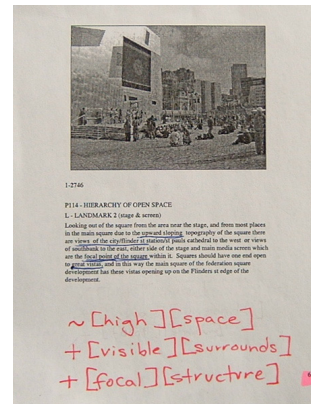 1-2746
P114 - HIERARCHY OF OPEN SPACE
L - LANDMARK 2 (stage & screen)
Looking out of the square from the area near the stage, and from most places
in the main square due to the upward sloping topography of the square there
are views of the city/flinder st station/st pauls cathedral to the west or views
of southbank to the east, either side of the stage and main media screen which
are the focal point of the square within it. Squares should have one end open
to great vistas, and in this way the main square of the federation square
development has these vistas opening up on the Flinders st edge of the
development.
~ [high] [space]
+ [visible] [surrounds]
+ [focal] [structure]